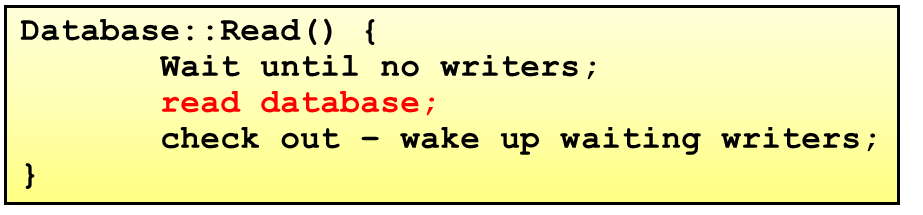 Database::Read() {
Wait until no writers;
read database;
check out – wake up waiting writers;
}